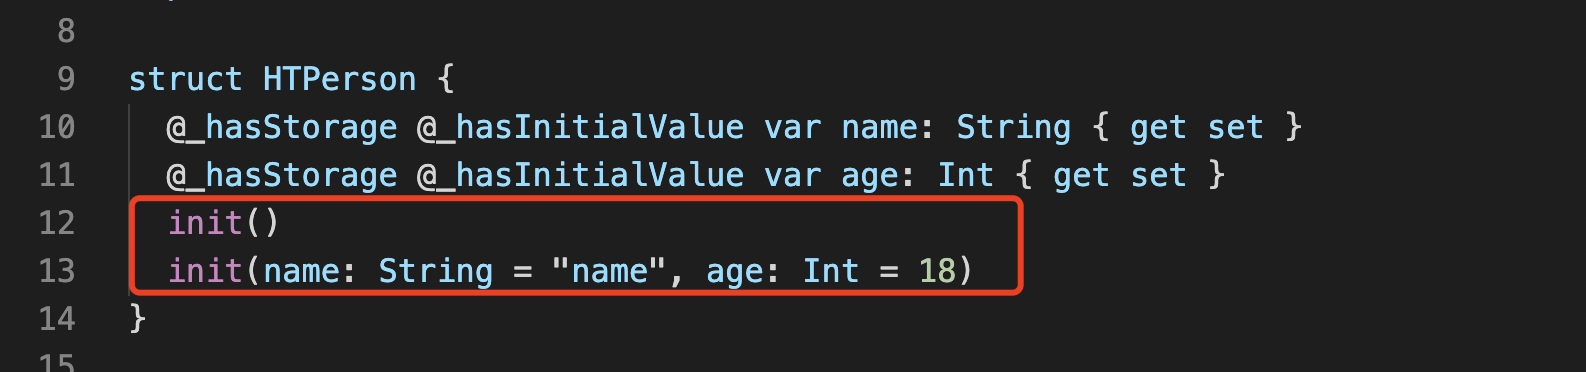 8
9 struct HTPerson {
10 @_hasStorage @_hasInitialValue var name: String { get set }
11 @_hasStorage @_hasInitialValue var age: Int { get set }
12 init()
13 init(name: String = "name", age: Int = 18)
14 }
15